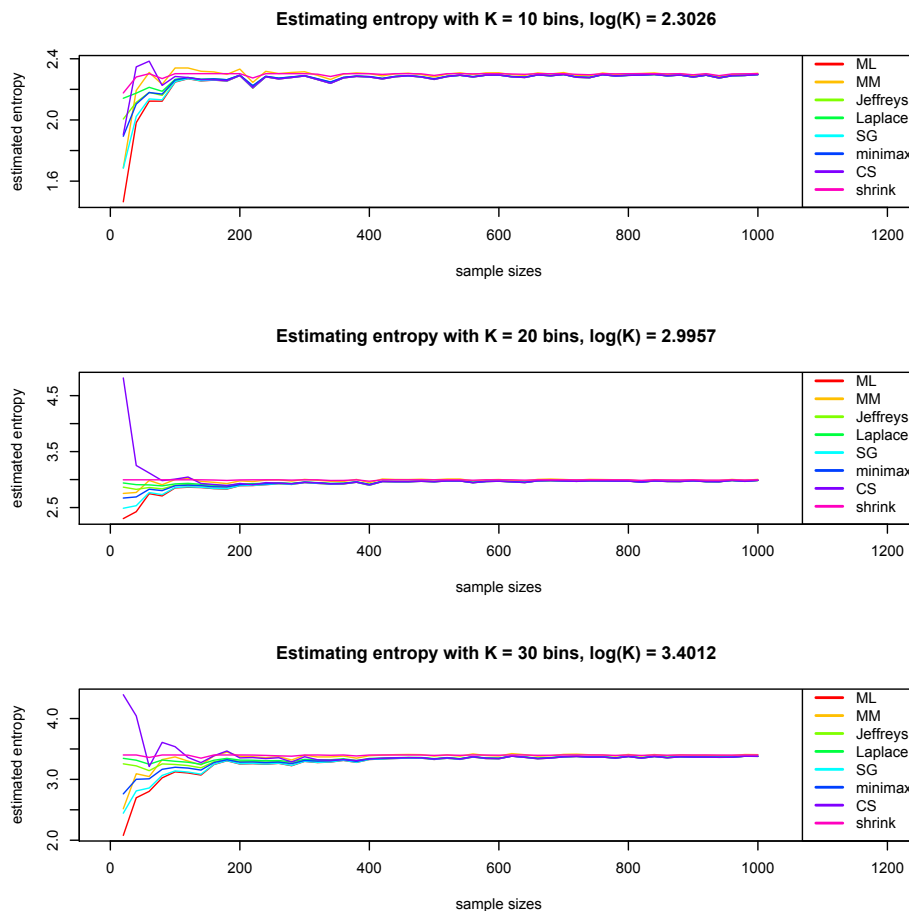 Estimating entropy with K = 10 bins, log(K) = 2.3026
estimated entropy
2.4
2.0
1.6
ML
MM
Jeffreys
Laplace
SG
minimax
CS
shrink
0 200 400 600 800 1000 1200
sample sizes
Estimating entropy with K = 20 bins, log(K) = 2.9957
estimated entropy
4.5
3.5
2.5
ML
MM
Jeffreys
Laplace
SG
minimax
CS
shrink
0 200 400 600 800 1000 1200
sample sizes
Estimating entropy with K = 30 bins, log(K) = 3.4012
estimated entropy
4.0
3.0
2.0
ML
MM
Jeffreys
Laplace
SG
minimax
CS
shrink
0 200 400 600 800 1000 1200
sample sizes